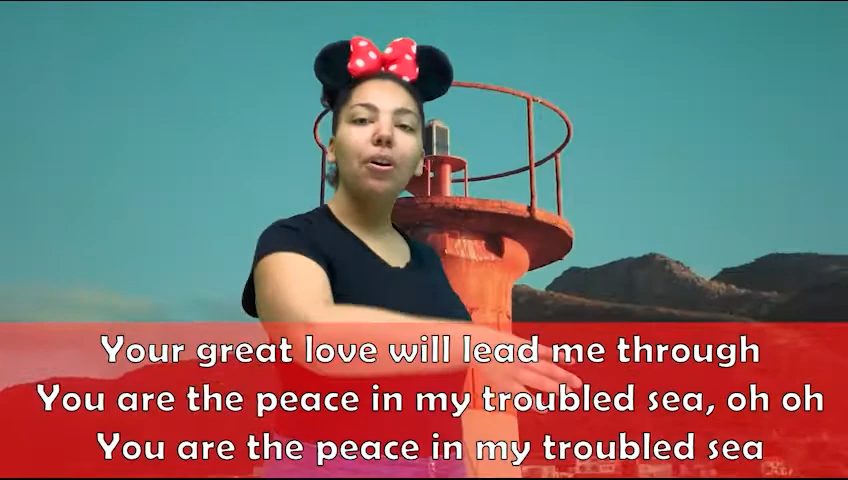 Your great love will lead me through
You are the peace in my troubled sea, oh oh
You are the peace in my troubled sea